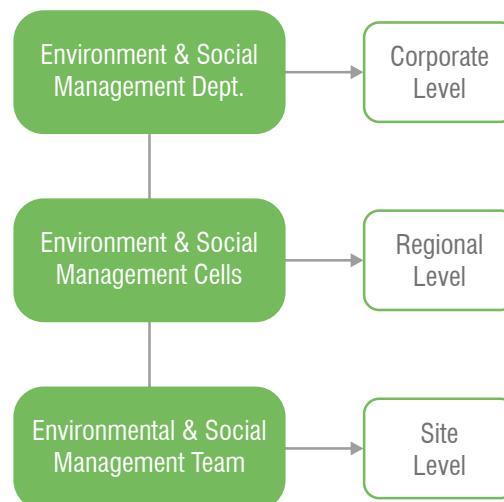 Environment & Social
Management Dept.
Corporate
Level
Environment & Social
Management Cells
Regional
Level
Environmental & Social
Management Team
Site
Level